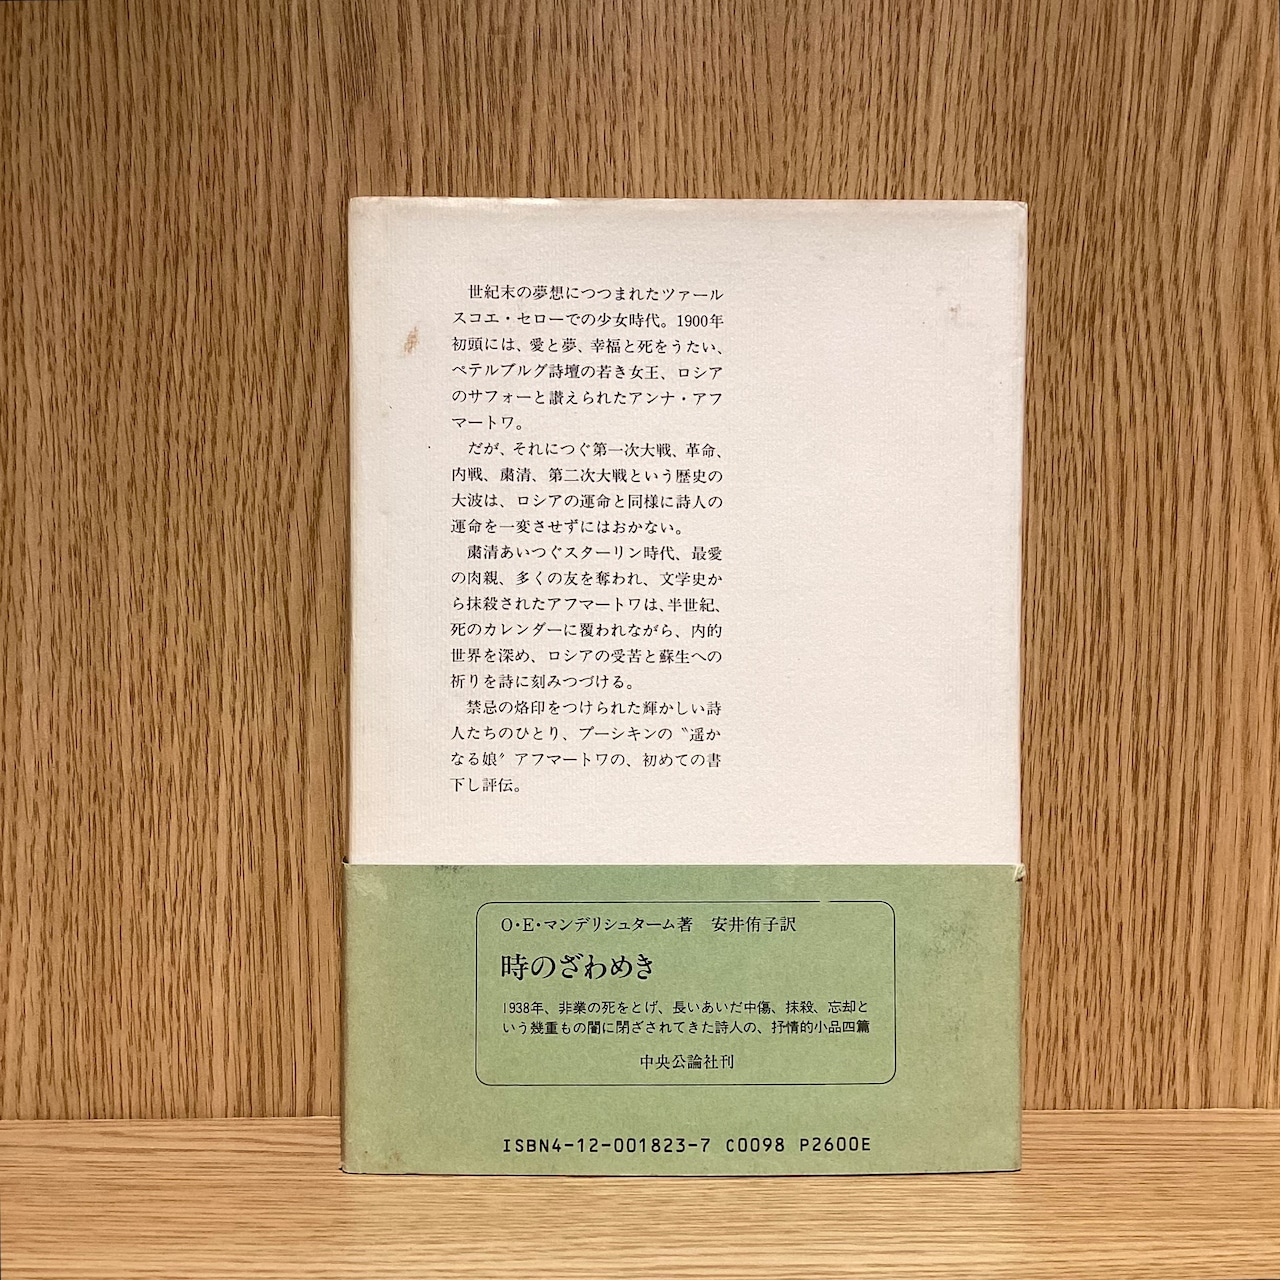 世紀末の夢想につつまれたツァール
スコエ・セローでの少女時代。1900年
初頭には、愛と夢、幸福と死をうたい、
ペテルブルグ詩壇の若き女王、ロシア
のサフォーと讃えられたアンナ・アフ
マートワ。
だが、それにつぐ第一次大戦、革命、
内戦、粛清、第二次大戦という歴史の
大波は、ロシアの運命と同様に詩人の
運命を一変させずにはおかない。
粛清あいつぐスターリン時代、最愛
の肉親、多くの友を奪われ、文学史か
ら抹殺されたアフマートワは、半世紀、
死のカレンダーに覆われながら、内的
世界を深め、ロシアの受苦と蘇生への
祈りを詩に刻みつづける。
禁忌の烙印をつけられた輝かしい詩
人たちのひとり、プーシキンの〝遥か
なる娘〟アフマートワの、初めての書
下し評伝。
O・E・マンデリシュターム著　安井侑子訳
時のざわめき
1938年、非業の死をとげ、長いあいだ中傷、抹殺、忘却と
いう幾重もの闇に閉ざされてきた詩人の、抒情的小品四篇
中央公論社刊
ISBN4-12-001823-7 C0098 P2600E